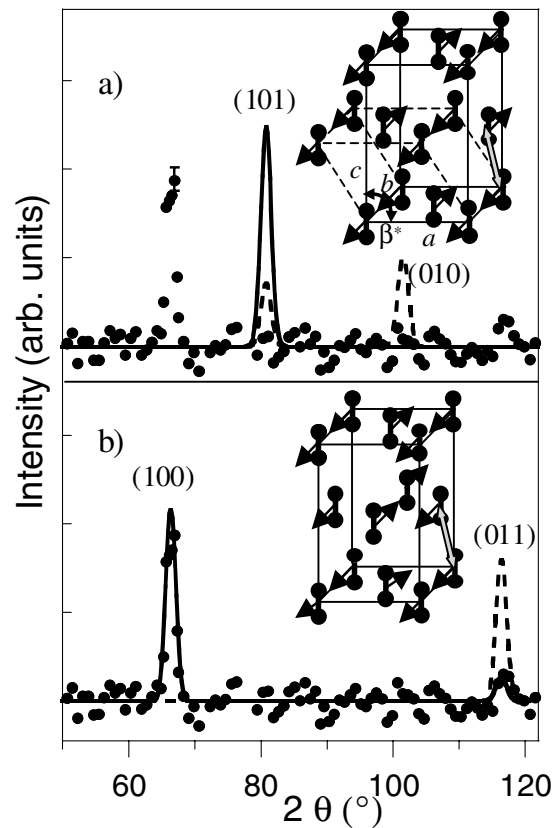 a)
(101)
c
b
β*
a
(010)
Intensity (arb. units)
b)
(100)
(011)
60
80
100
120
2 θ (°)